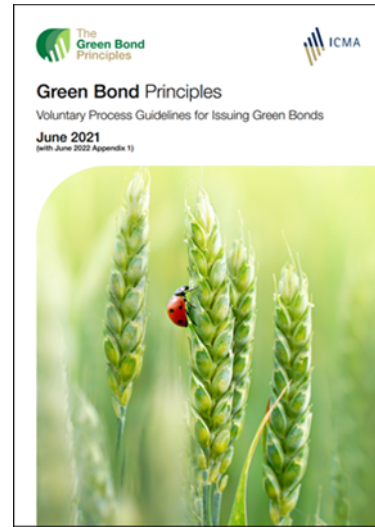 The
Green Bond
Principles
ICMA
Green Bond Principles
Voluntary Process Guidelines for Issuing Green Bonds
June 2021
(with June 2022 Appendix 1)